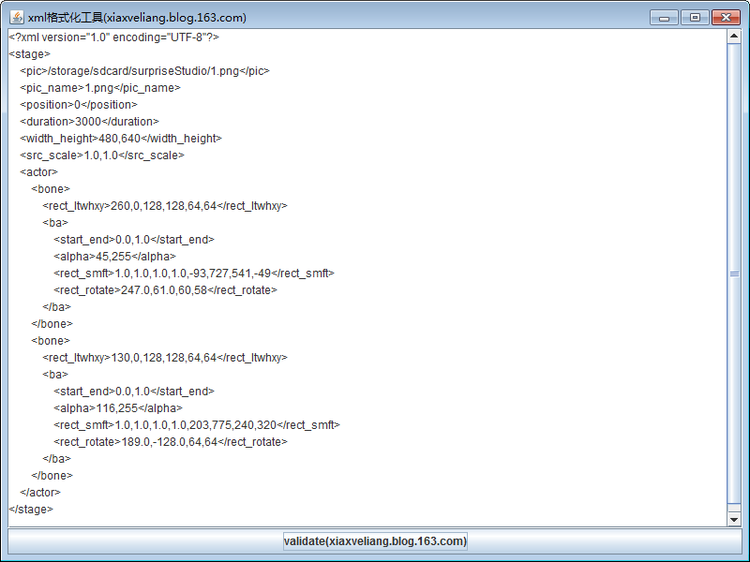 xml格式化工具(xiaxveliang.blog.163.com)
<?xml version="1.0" encoding="UTF-8"?>
<stage>
<pic>/storage/sdcard/surpriseStudio/1.png</pic>
<pic_name>1.png</pic_name>
<position>0</position>
<duration>3000</duration>
<width_height>480,640</width_height>
<src_scale>1.0,1.0</src_scale>
<actor>
<bone>
<rect_ltwhxy>260,0,128,128,64,64</rect_ltwhxy>
<ba>
<start_end>0.0,1.0</start_end>
<alpha>45,255</alpha>
<rect_smft>1.0,1.0,1.0,1.0,-93,727,541,-49</rect_smft>
<rect_rotate>247.0,61.0,60,58</rect_rotate>
</ba>
</bone>
<bone>
<rect_ltwhxy>130,0,128,128,64,64</rect_ltwhxy>
<ba>
<start_end>0.0,1.0</start_end>
<alpha>116,255</alpha>
<rect_smft>1.0,1.0,1.0,1.0,203,775,240,320</rect_smft>
<rect_rotate>189.0,-128.0,64,64</rect_rotate>
</ba>
</bone>
</actor>
</stage>
validate(xiaxveliang.blog.163.com)